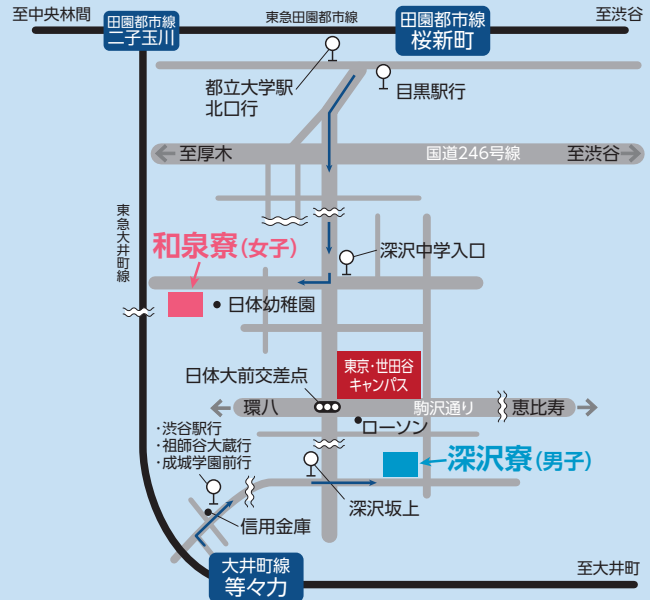 至中央林間
田園都市線
二子玉川
東急田園都市線
田園都市線
桜新町
至渋谷
都立大学駅
北口行
目黒駅行
至厚木
国道246号線
至渋谷
東急大井町線
和泉寮(女子)
深沢中学入口
日体幼稚園
東京・世田谷
キャンパス
日体大前交差点
環八
駒沢通り
恵比寿
ローソン
・渋谷駅行
・祖師谷大蔵行
・成城学園前行
深沢寮(男子)
深沢坂上
信用金庫
大井町線
等々力
至大井町